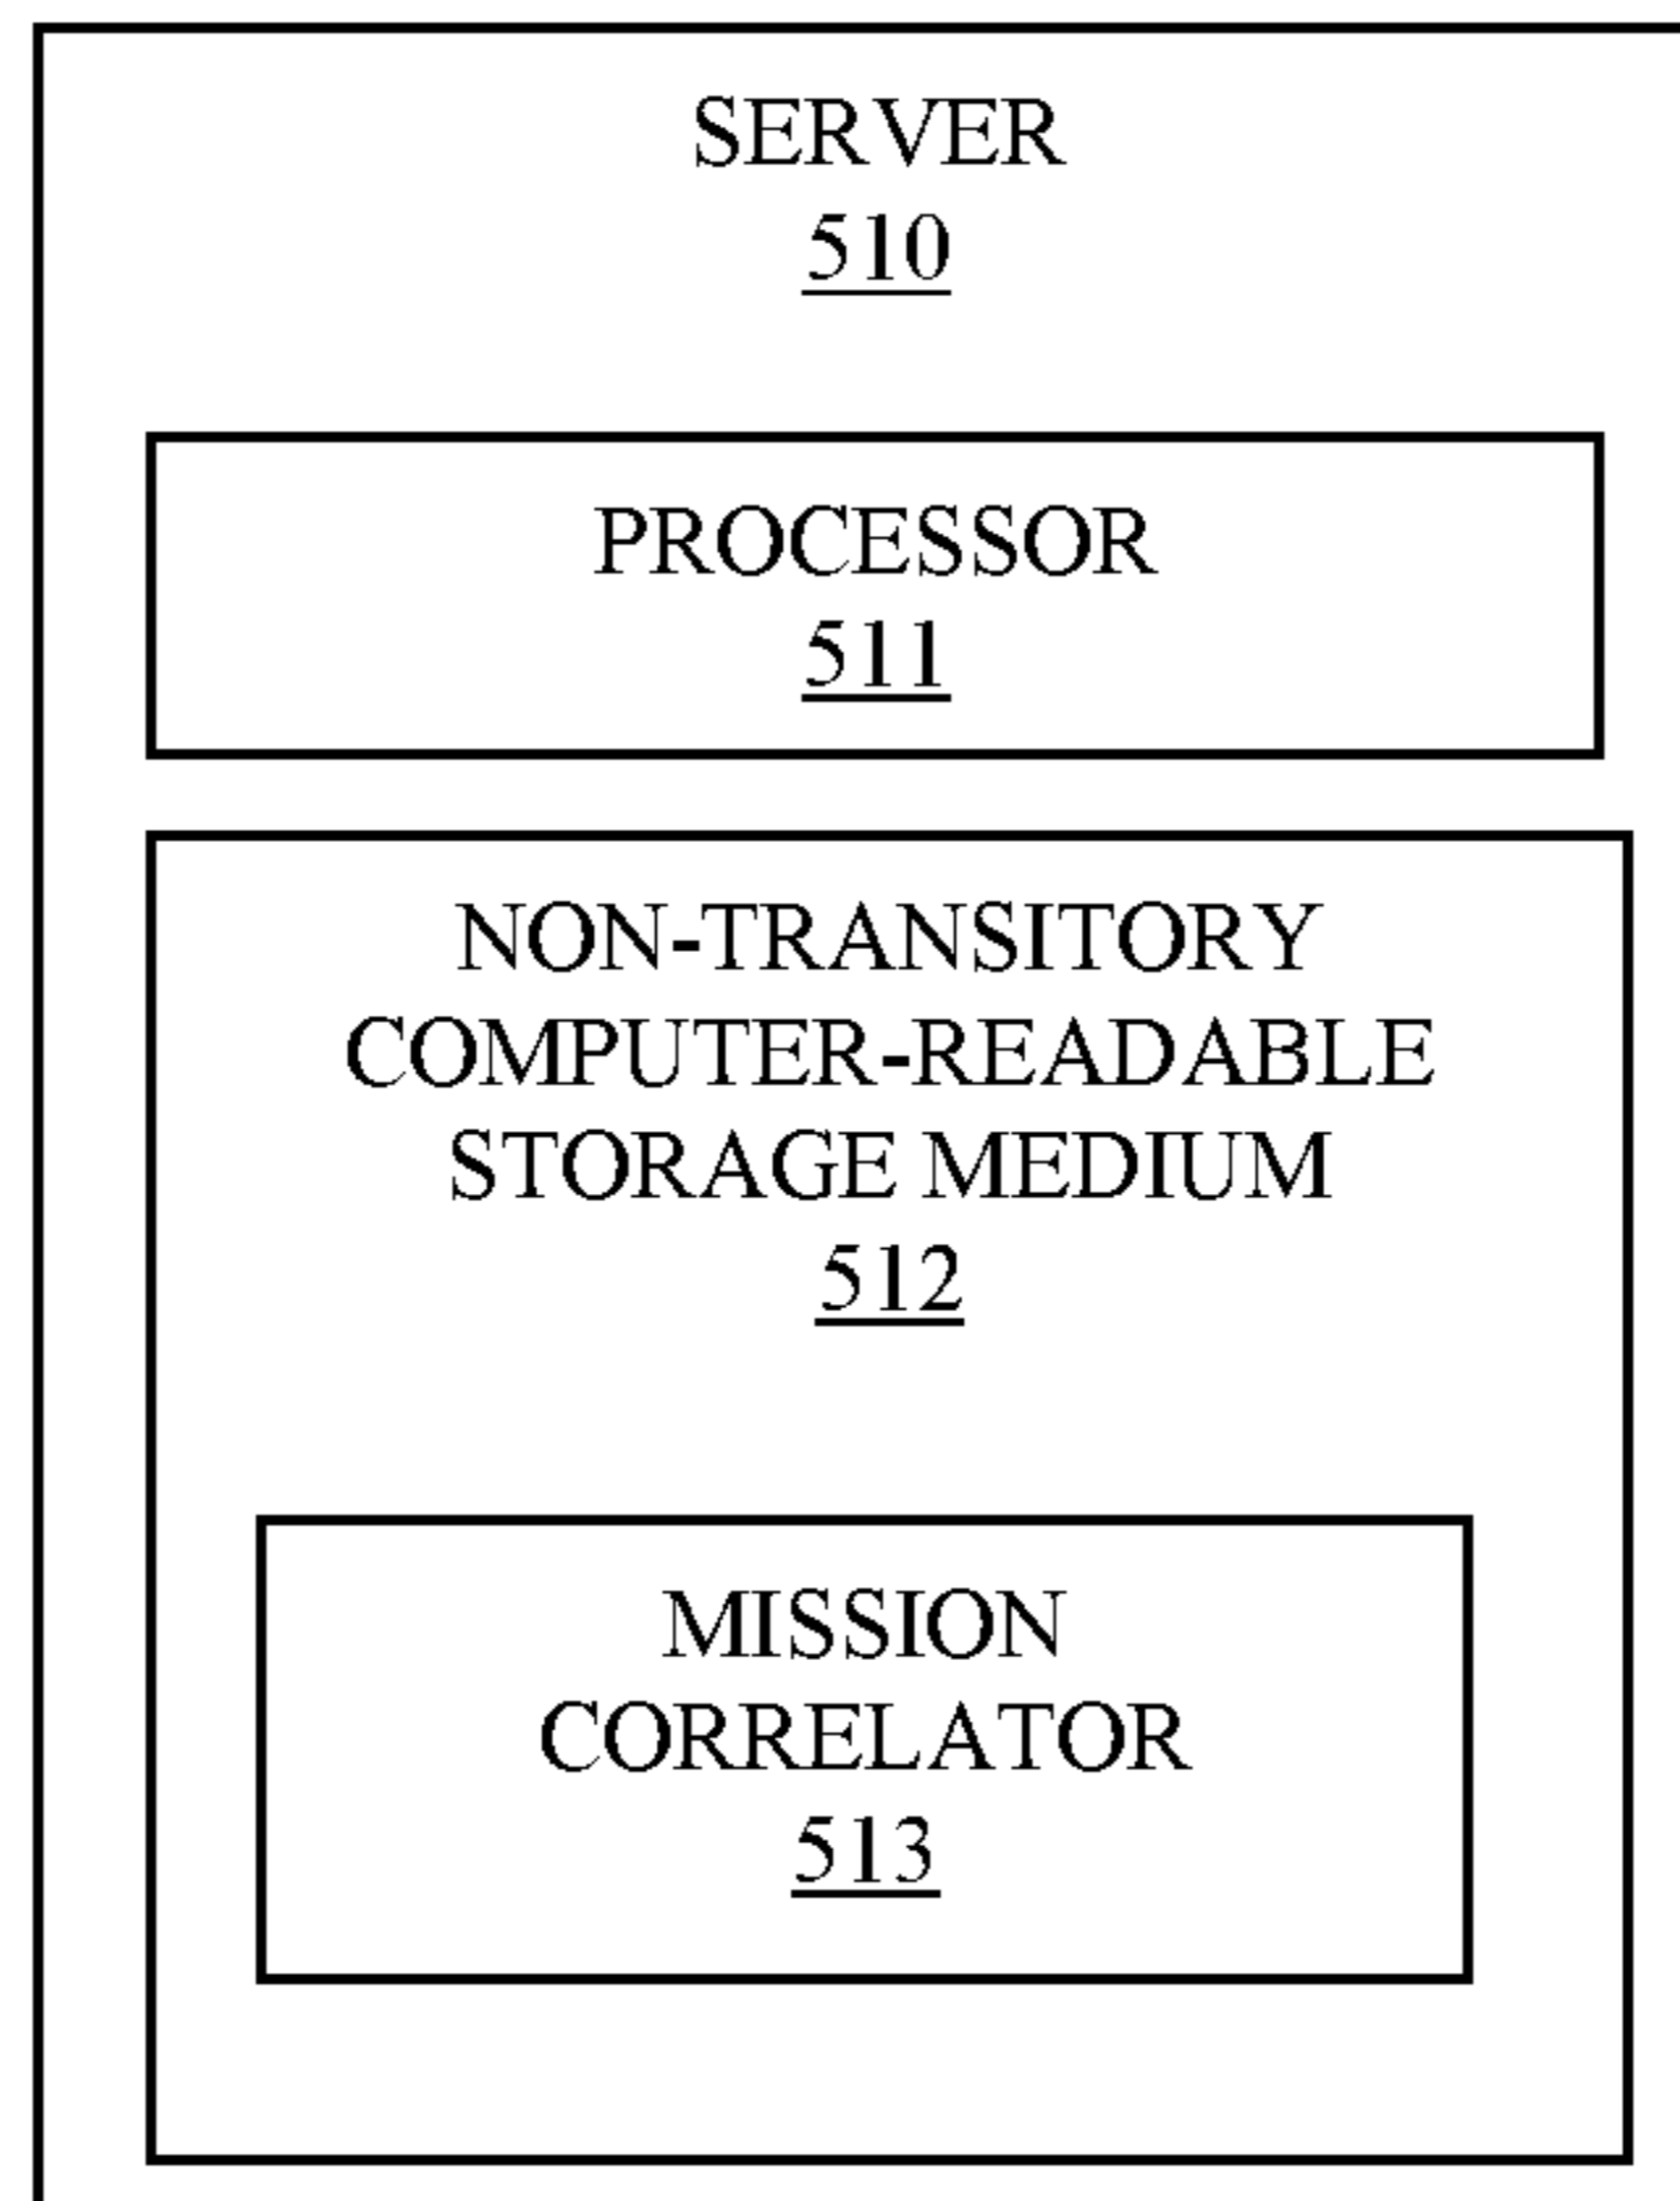 SERVER
510
PROCESSOR
511
NON-TRANSITORY
COMPUTER-READABLE
STORAGE MEDIUM
512
MISSION
CORRELATOR
513